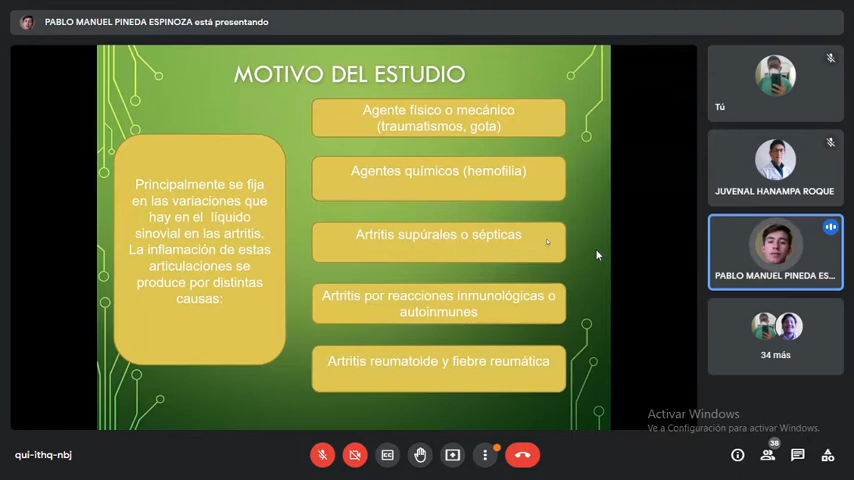 PABLO MANUEL PINEDA ESPINOZA está presentando
MOTIVO DEL ESTUDIO
Principalmente se fija
en las variaciones que
hay en el líquido
sinovial en las artritis.
La inflamación de estas
articulaciones se
produce por distintas
causas:
Agente físico o mecánico
(traumatismos, gota)
Agentes químicos (hemofilia)
Artritis supúrales o sépticas
Artritis por reacciones inmunológicas o
autoinmunes
Artritis reumatoide y fiebre reumática
Tú
JUVENAL HANAMPA ROQUE
PABLO MANUEL PINEDA ES...
34 más
Activar Windows
Ve a Configuración para activar Windows.
qui-ithq-nbj
CC
38